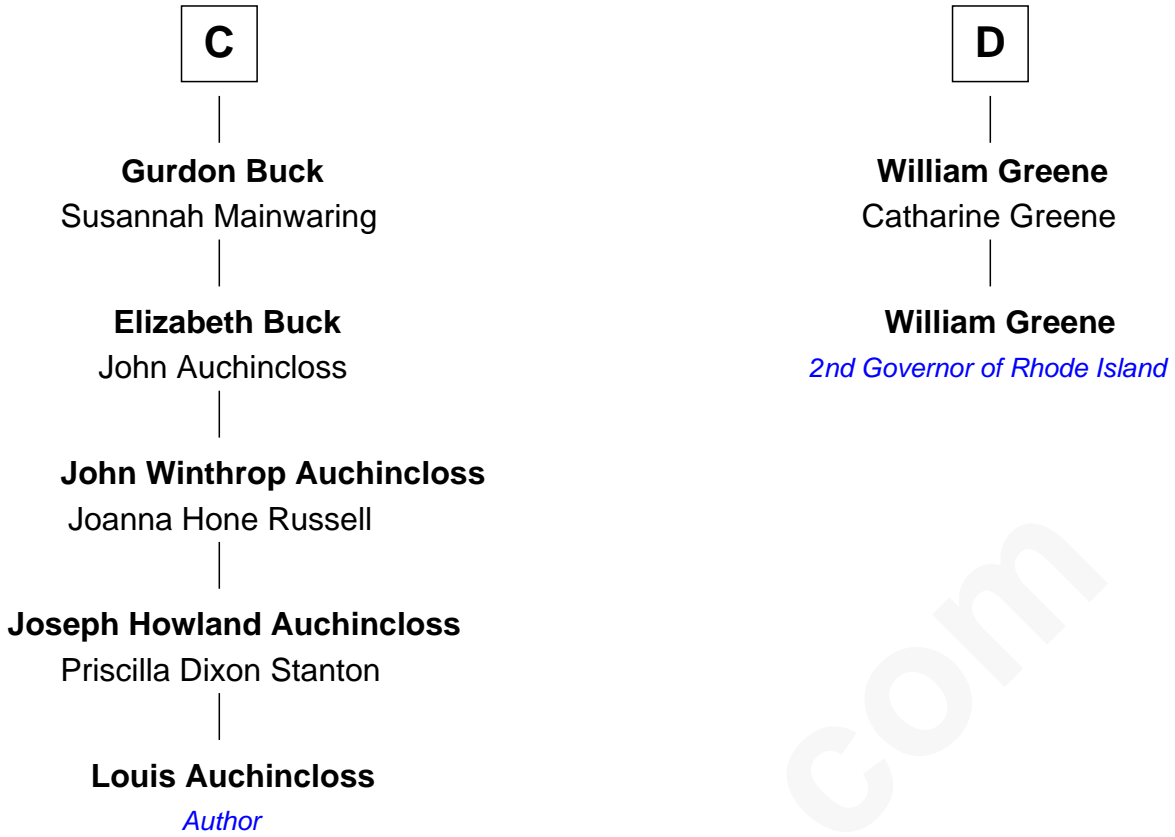 C
Gurdon Buck
Susannah Mainwaring
Elizabeth Buck
John Auchincloss
John Winthrop Auchincloss
Joanna Hone Russell
Joseph Howland Auchincloss
Priscilla Dixon Stanton
Louis Auchincloss
Author
D
William Greene
Catharine Greene
William Greene
2nd Governor of Rhode Island
com